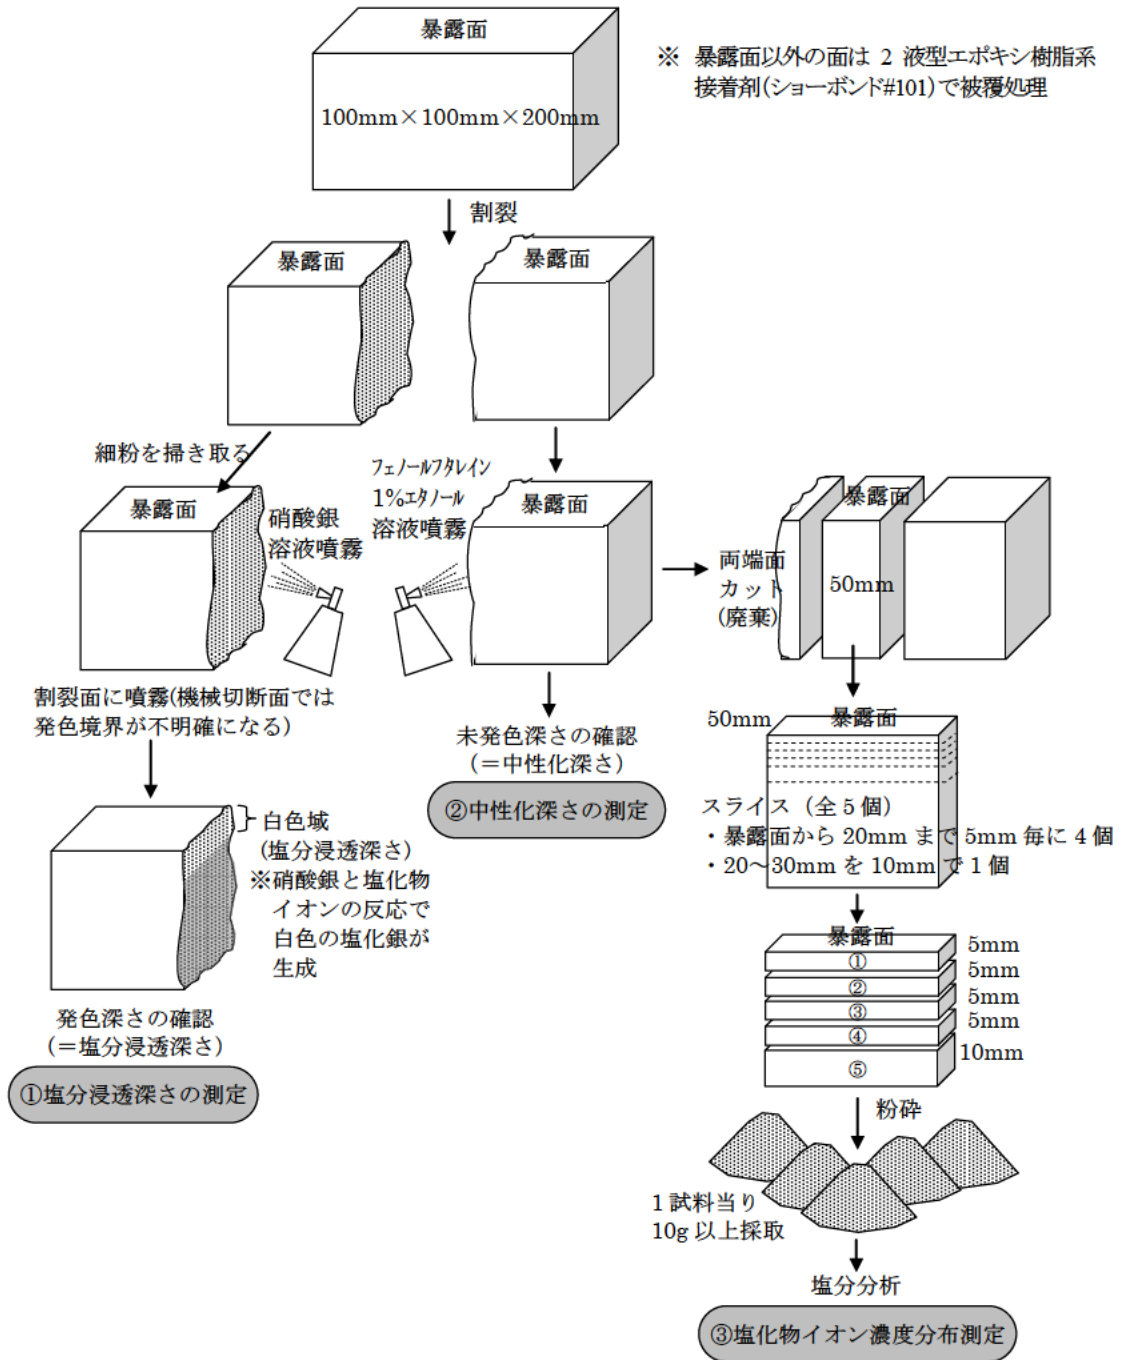 暴露面
※ 暴露面以外の面は 2 液型エポキシ樹脂系
接着剤(ショーボンド#101)で被覆処理
100mm×100mm×200mm
割裂
暴露面
暴露面
細粉を掃き取る
暴露面
硝酸銀
溶液噴霧
フェノールフタレイン
1%エタノール
溶液噴霧
暴露面
両端面
カット
(廃棄)
暴露面
50mm
割裂面に噴霧(機械切断面では
発色境界が不明確になる)
未発色深さの確認
(=中性化深さ)
②中性化深さの測定
50mm
暴露面
スライス（全 5 個）
・暴露面から 20mm まで 5mm 毎に 4 個
・20～30mm を 10mm で 1 個
白色域
(塩分浸透深さ)
※硝酸銀と塩化物
イオンの反応で
白色の塩化銀が
生成
発色深さの確認
(=塩分浸透深さ)
①塩分浸透深さの測定
暴露面
① 5mm
② 5mm
③ 5mm
④ 5mm
⑤ 10mm
粉砕
1 試料当り
10g 以上採取
塩分分析
③塩化物イオン濃度分布測定